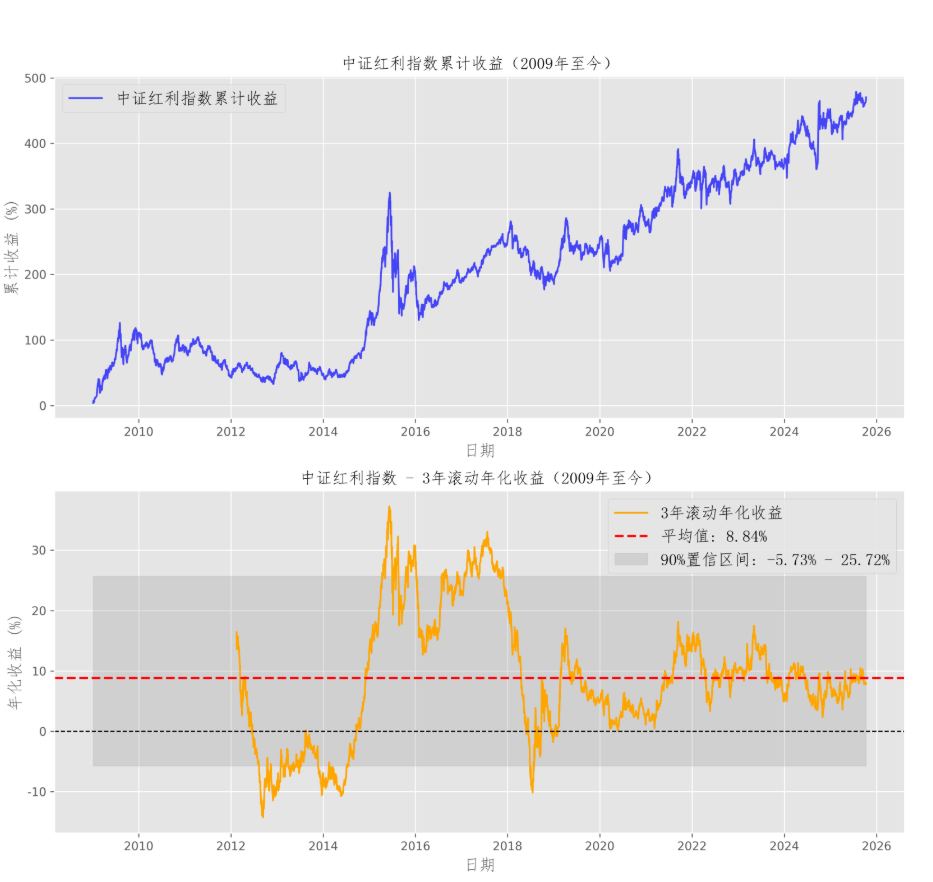 中证红利指数累计收益（2009年至今）
中证红利指数累计收益
500
400
300
200
100
0
累计收益 (%)
2010 2012 2014 2016 2018 2020 2022 2024 2026
日期
中证红利指数 - 3年滚动年化收益（2009年至今）
3年滚动年化收益
平均值: 8.84%
90%置信区间: -5.73% - 25.72%
30
20
10
0
-10
年化收益 (%)
2010 2012 2014 2016 2018 2020 2022 2024 2026
日期